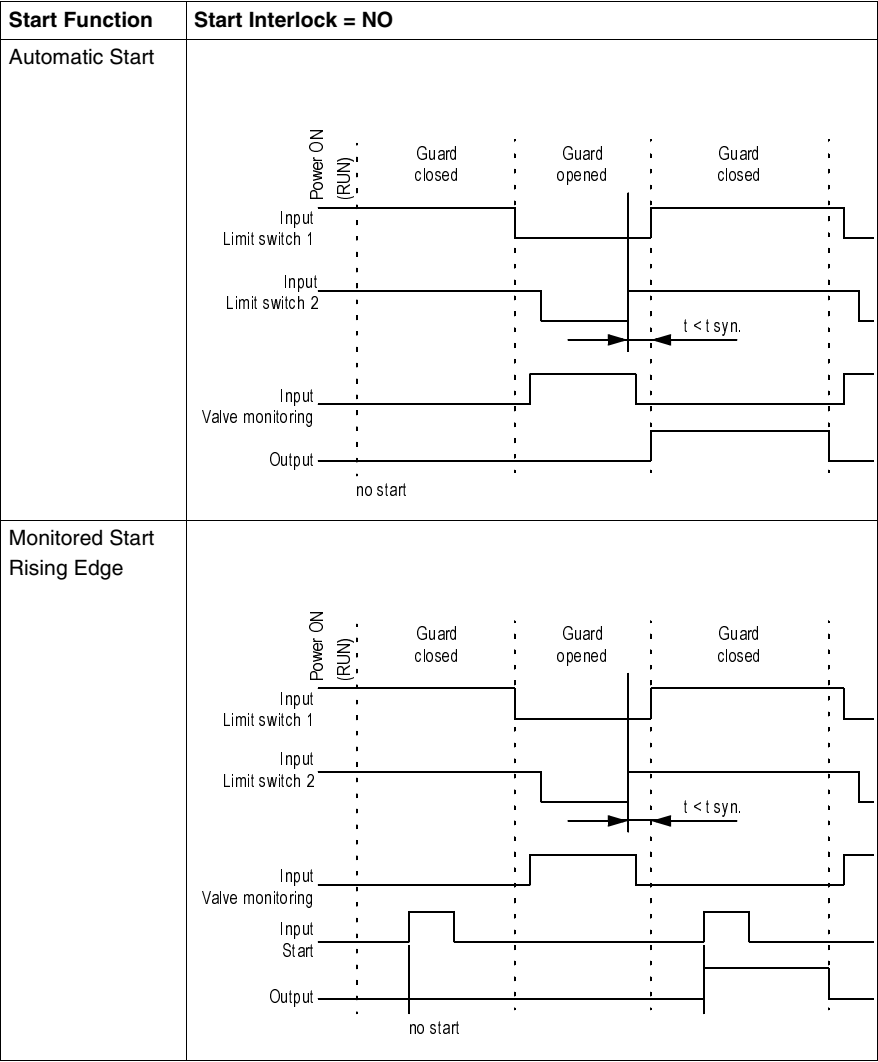 Start Function
Start Interlock = NO
Automatic Start
Power ON
(RUN)
Guard
closed
Guard
opened
Guard
closed
Input
Limit switch 1
Input
Limit switch 2
t < t syn.
Input
Valve monitoring
Output
no start
Monitored Start
Rising Edge
Power ON
(RUN)
Guard
closed
Guard
opened
Guard
closed
Input
Limit switch 1
Input
Limit switch 2
t < t syn.
Input
Valve monitoring
Input
Start
Output
no start